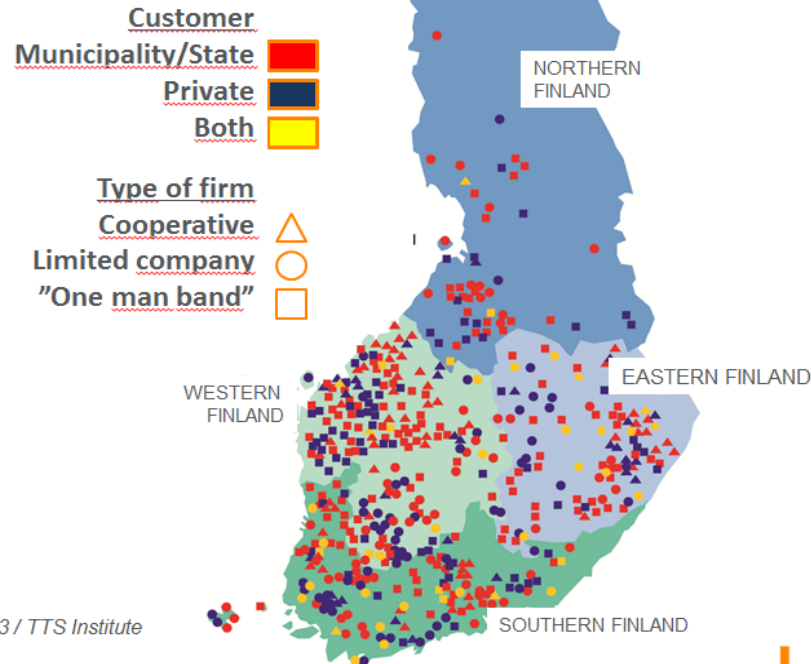 Customer
Municipality/State
Private
Both
Type of firm
Cooperative
Limited company
”One man band”
NORTHERN
FINLAND
EASTERN FINLAND
WESTERN
FINLAND
SOUTHERN FINLAND
3 / TTS Institute